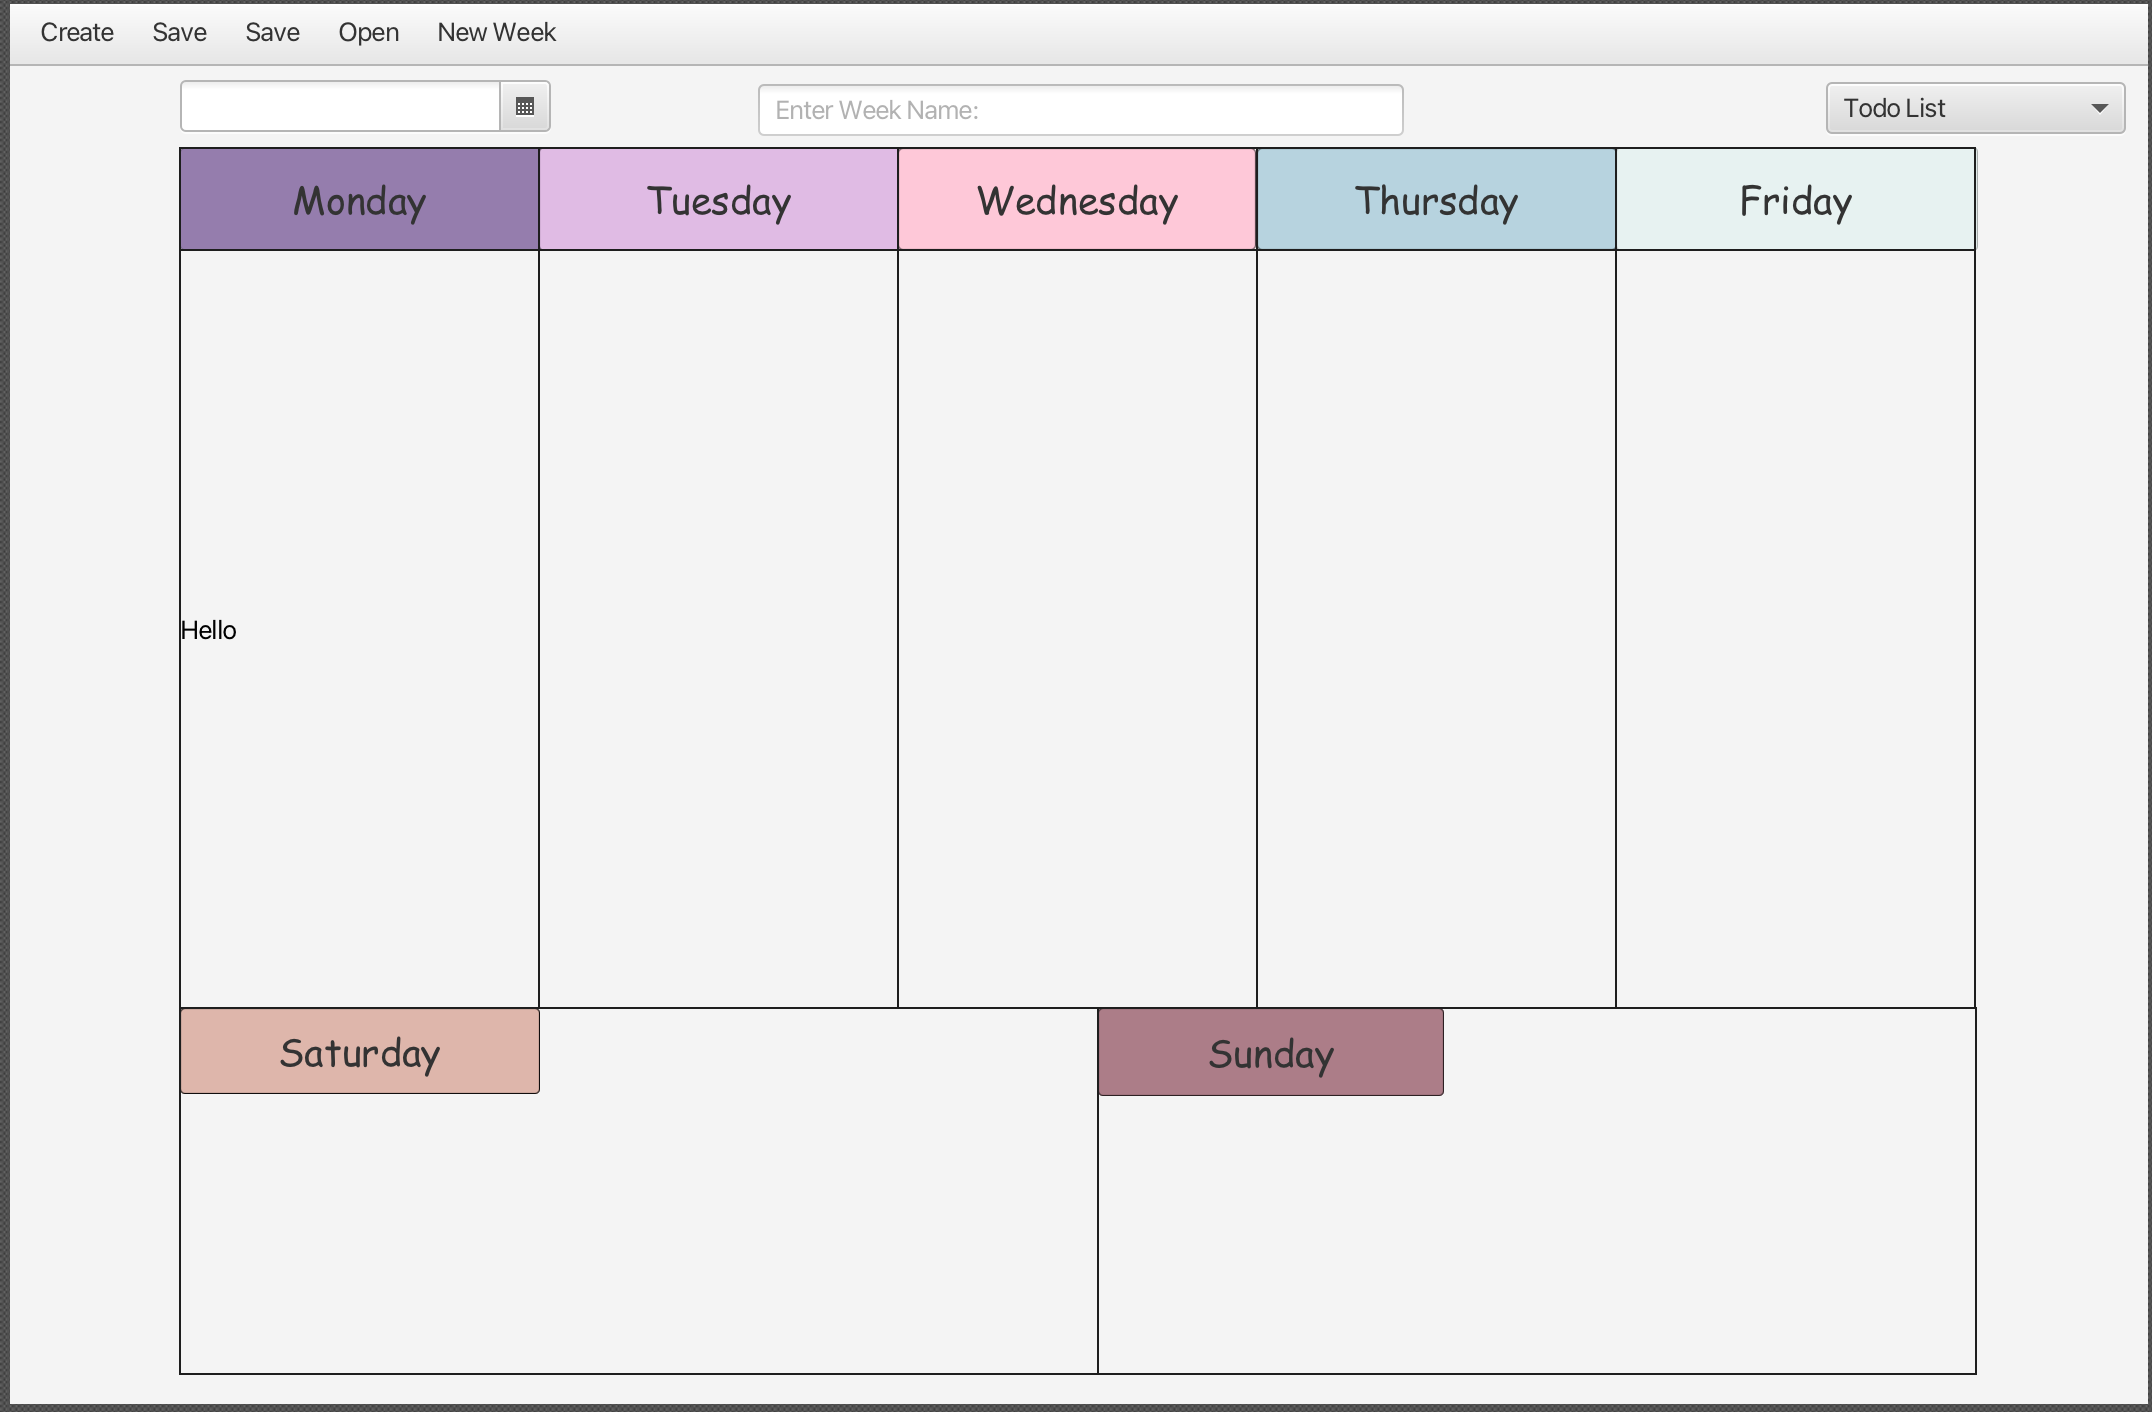 Create Save Save Open New Week
Enter Week Name: Todo List
Monday Tuesday Wednesday Thursday Friday
Hello
Saturday Sunday